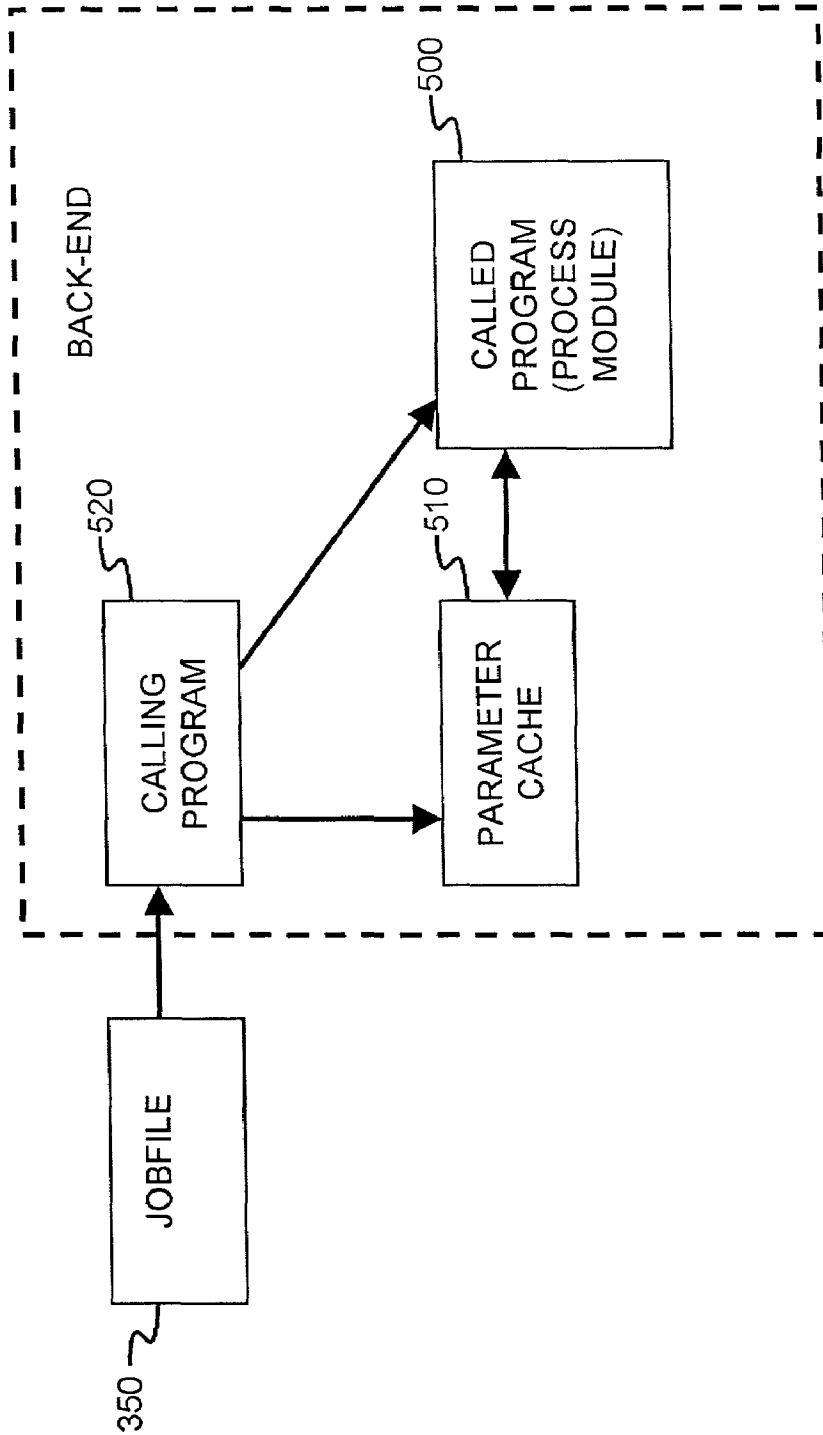 BACK-END
350
JOBFILE
520
CALLING
PROGRAM
510
PARAMETER
CACHE
500
CALLED
PROGRAM
(PROCESS
MODULE)